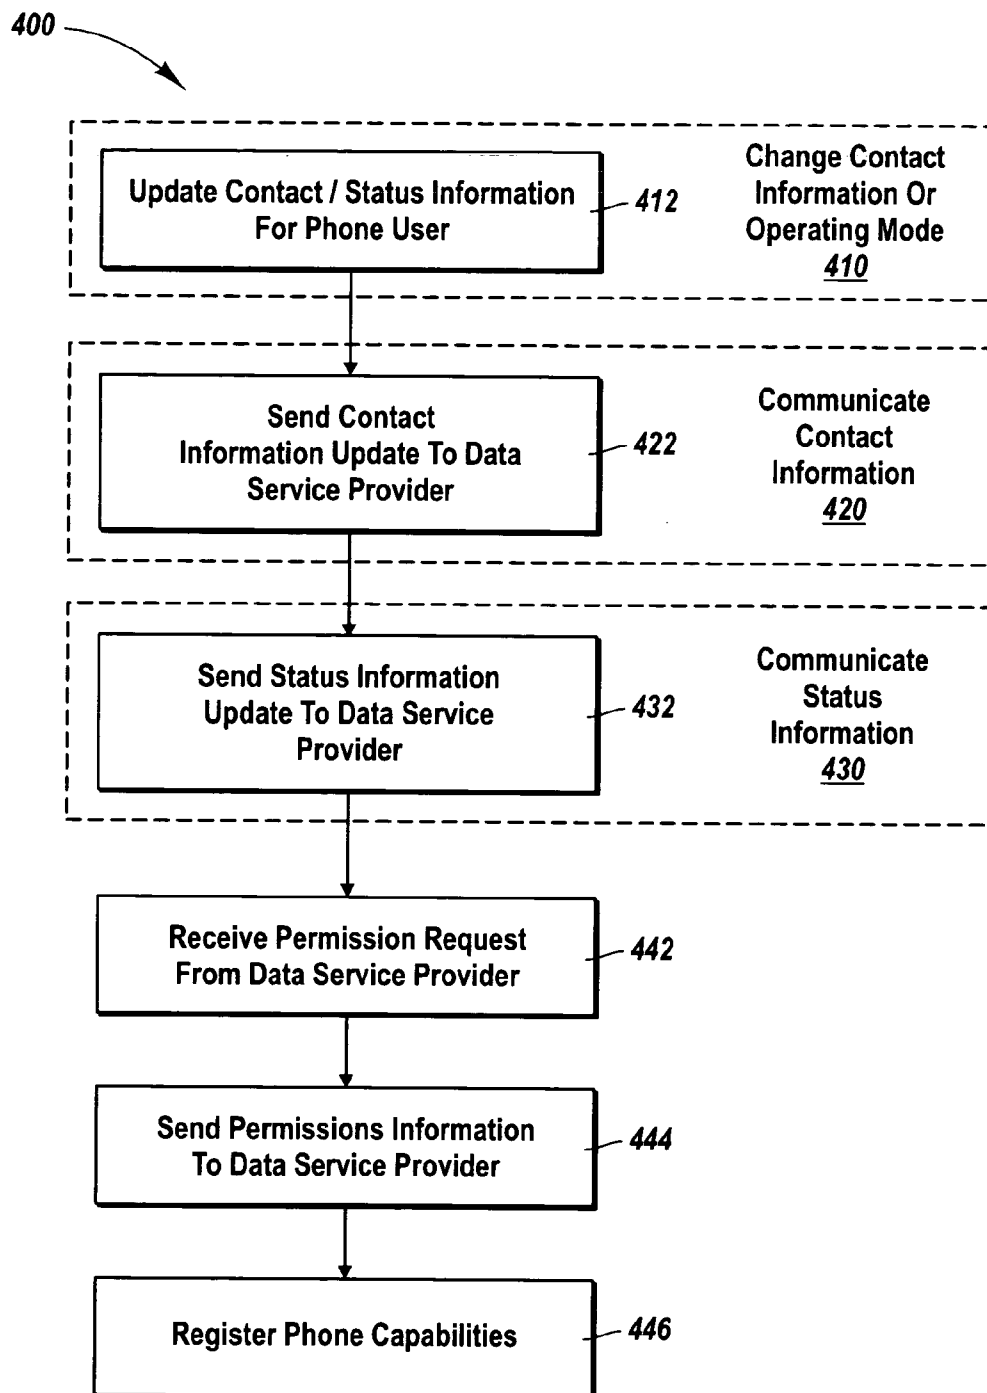 400
Update Contact / Status Information
For Phone User
412
Change Contact
Information Or
Operating Mode
410
Send Contact
Information Update To Data
Service Provider
422
Communicate
Contact
Information
420
Send Status Information
Update To Data Service
Provider
432
Communicate
Status
Information
430
Receive Permission Request
From Data Service Provider
442
Send Permissions Information
To Data Service Provider
444
Register Phone Capabilities
446